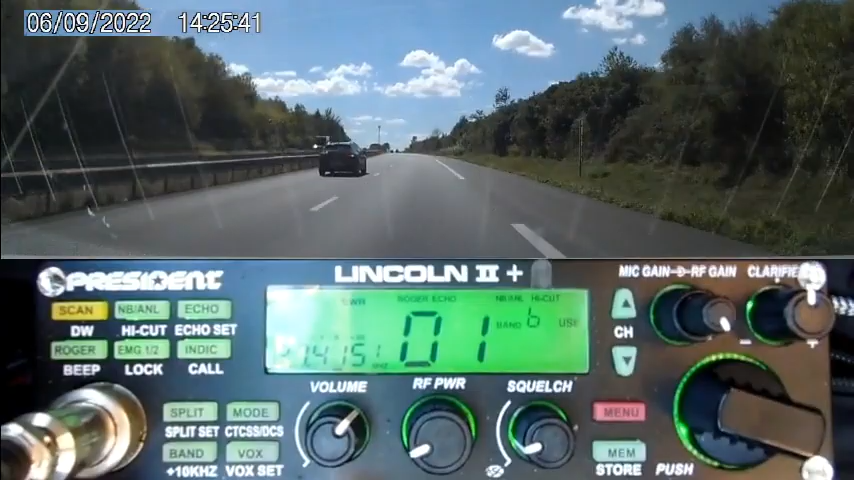 06/09/2022 14:25:41
PRESIDENT
LINCOLN II +
MIC GAIN RF GAIN CLARIFIER
SCAN NB/ANL ECHO
DW HI-CUT ECHO SET
ROGER EMG 1/2 INDIC
BEEP LOCK CALL
ROGER ECHO NB/ANL HI-CUT
01 BAND b
CH
VOLUME RF PWR SQUELCH
SPLIT MODE
SPLIT SET CTCSS/DCS
BAND VOX
+10KHZ VOX SET
MENU
MEM
STORE PUSH